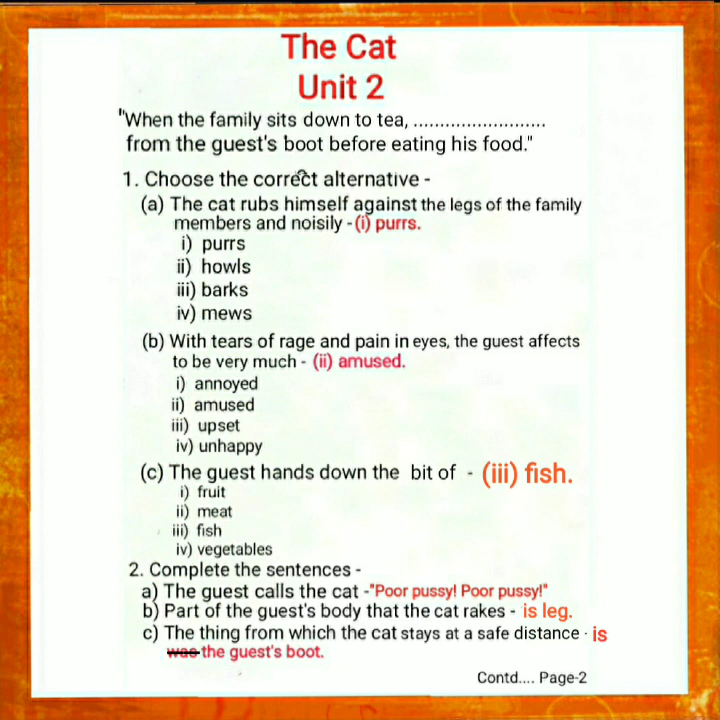 The Cat
Unit 2
"When the family sits down to tea, .........................
from the guest's boot before eating his food."
1. Choose the correct alternative -
(a) The cat rubs himself against the legs of the family
members and noisily - (i) purrs.
i) purrs
ii) howls
iii) barks
iv) mews
(b) With tears of rage and pain in eyes, the guest affects
to be very much - (ii) amused.
i) annoyed
ii) amused
iii) upset
iv) unhappy
(c) The guest hands down the bit of - (iii) fish.
i) fruit
ii) meat
iii) fish
iv) vegetables
2. Complete the sentences -
a) The guest calls the cat -"Poor pussy! Poor pussy!"
b) Part of the guest's body that the cat rakes - is leg.
c) The thing from which the cat stays at a safe distance - is
was the guest's boot.
Contd.... Page-2